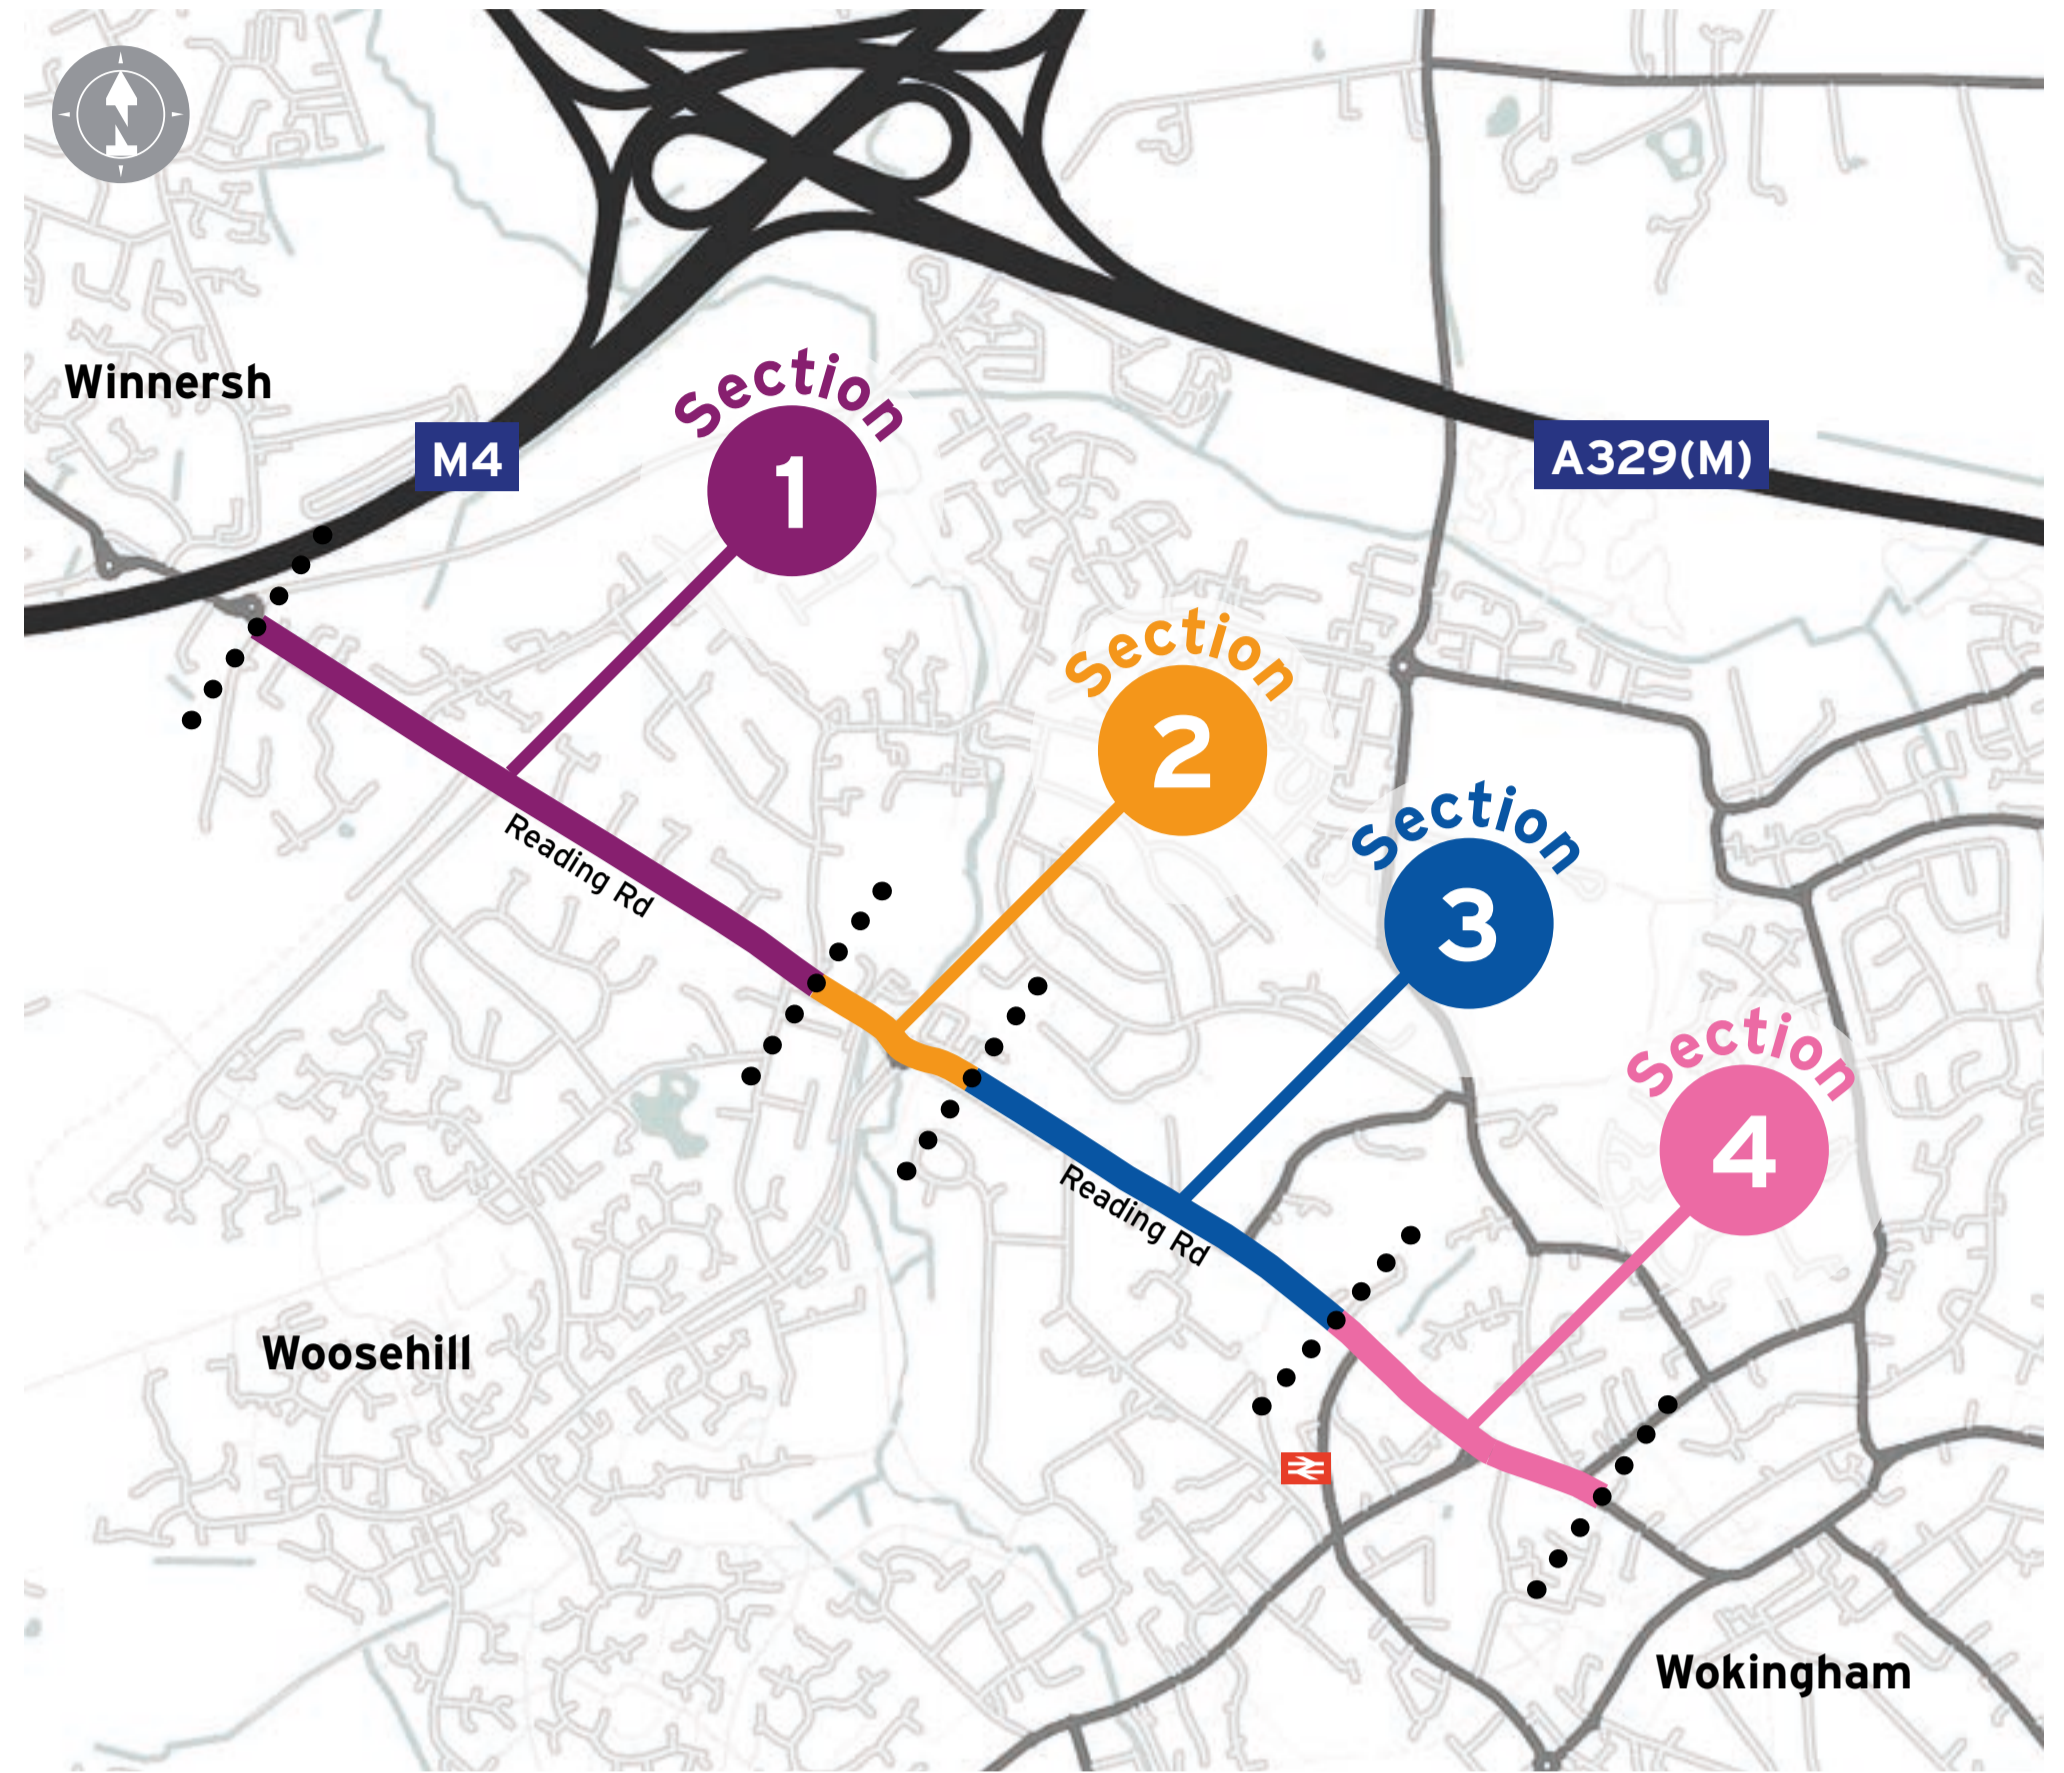 N
Winnersh
M4
Section
1
A329(M)
Section
2
Reading Rd
Section
3
Section
4
Reading Rd
Woosehill
Wokingham